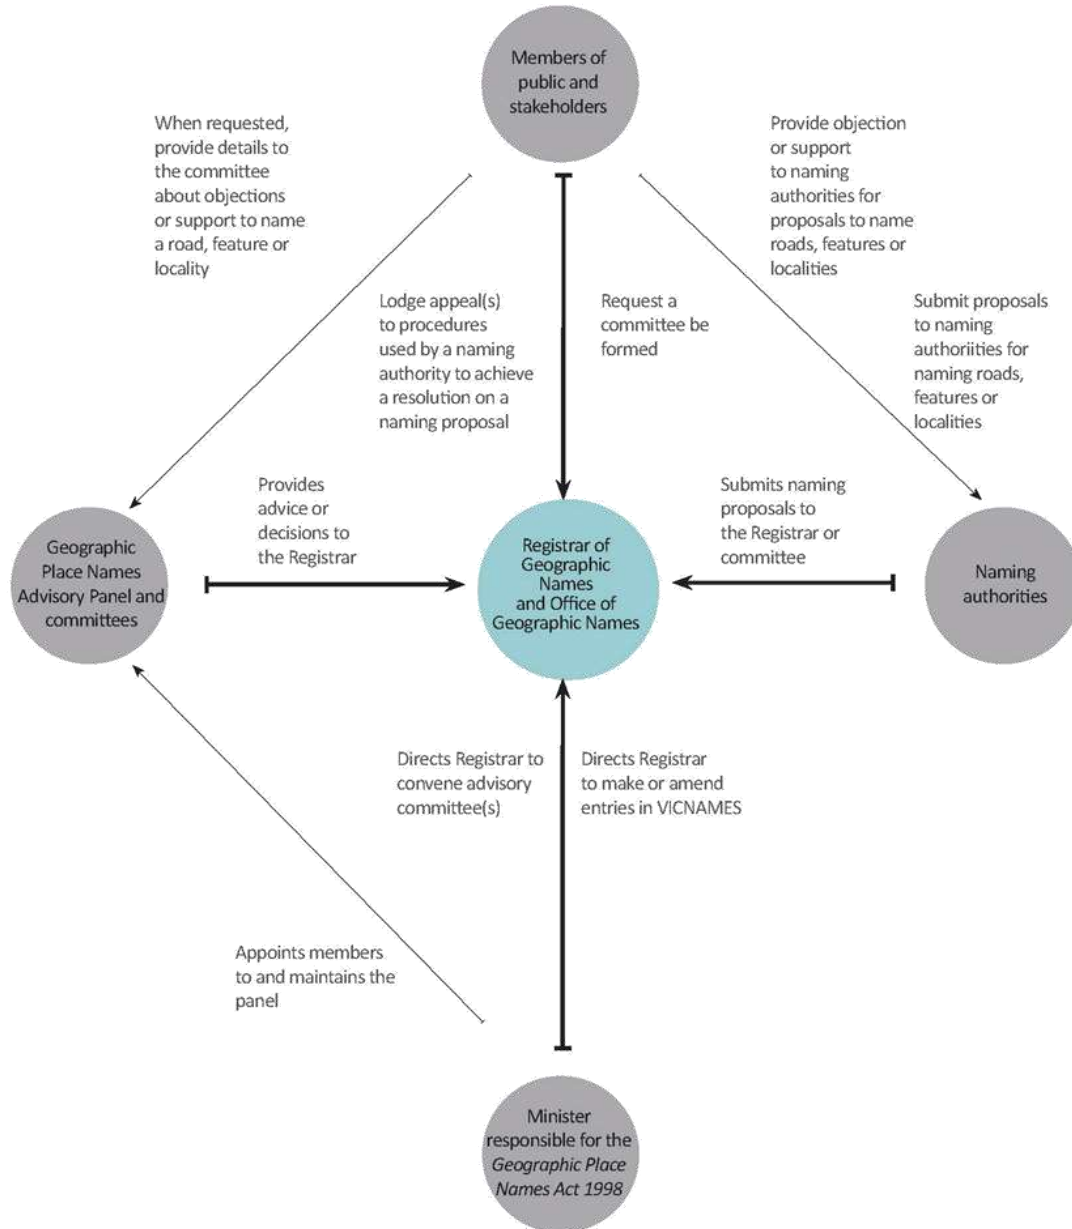 Members of
public and
stakeholders
When requested,
provide details to
the committee
about objections
or support to name
a road, feature or
locality
Provide objection
or support
to naming
authorities for
proposals to name
roads, features or
localities
Lodge appeal(s)
to procedures
used by a naming
authority to achieve
a resolution on a
naming proposal
Request a
committee be
formed
Submit proposals
to naming
authoriities for
naming roads,
features or
localities
Provides
advice or
decisions to
the Registrar
Submits naming
proposals to
the Registrar or
committee
Geographic
Place Names
Advisory Panel and
committees
Registrar of
Geographic
Names
and Office of
Geographic Names
Naming
authorities
Directs Registrar to
convene advisory
committee(s)
Directs Registrar
to make or amend
entries in VICNAMES
Appoints members
to and maintains the
panel
Minister
responsible for the
Geographic Place
Names Act 1998